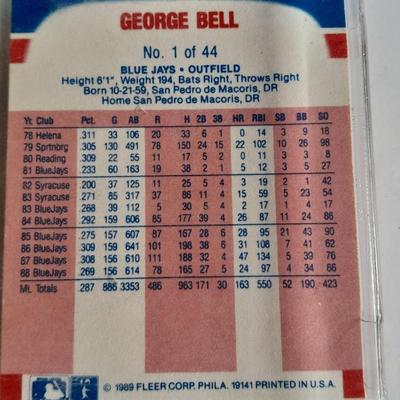 GEORGE BELL
No. 1 of 44
BLUE JAYS • OUTFIELD
Height 6'1", Weight 194, Bats Right, Throws Right
Born 10-21-59, San Pedro de Macoris, DR
Home San Pedro de Macoris, DR
Yr. Club Pct. G AB R H 2B 3B HR RBI SB BB SO
78 Helena .311 33 106 20 33 6 1 0 14 3 9 18
79 Sprtnbrg .305 130 491 78 150 24 15 22 102 10 26 98
80 Reading .309 22 55 11 17 5 2 0 11 3 1
81 BlueJays .233 60 163 19 38 2 1 5 12 3 5 27
82 Syracuse .200 37 125 11 25 5 4 3 19 2 1 42
83 Syracuse .271 85 317 37 86 11 4 15 59 5 23 54
83 BlueJays .268 39 112 5 30 5 4 2 17 1 4 17
84 BlueJays .292 159 606 85 177 39 4 26 87 11 24 86
85 BlueJays .275 157 607 87 167 28 6 28 95 21 43 90
86 BlueJays .309 159 641 101 198 38 6 31 108 7 41 62
87 BlueJays .308 156 610 111 188 32 4 47 134 5 39 75
88 BlueJays .269 156 614 78 165 27 5 24 97 4 34 66
ML Totals .287 886 3353 486 963 171 30 163 550 52 190 423
© 1989 FLEER CORP. PHILA. 19141 PRINTED IN U.S.A.